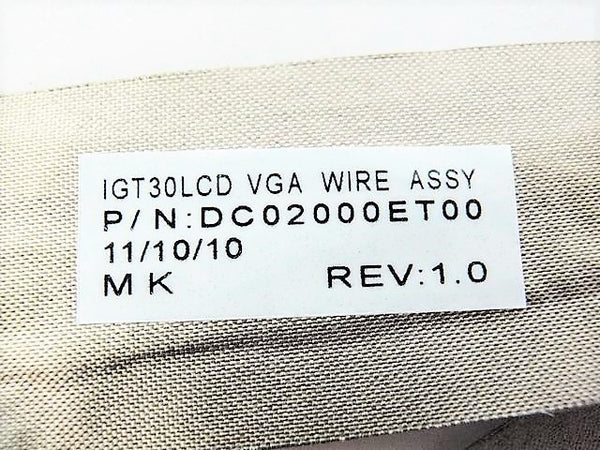 IGT30LCD VGA WIRE ASSY
P/N:DC02000ET00
11/10/10
MK REV:1.0